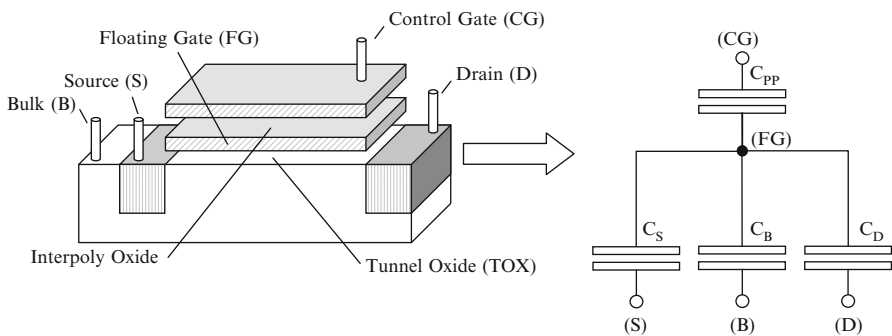 Control Gate (CG)
Floating Gate (FG)
Source (S)
Drain (D)
Bulk (B)
Interpoly Oxide
Tunnel Oxide (TOX)
(CG)
C_PP
(FG)
C_S
C_B
C_D
(S)
(B)
(D)